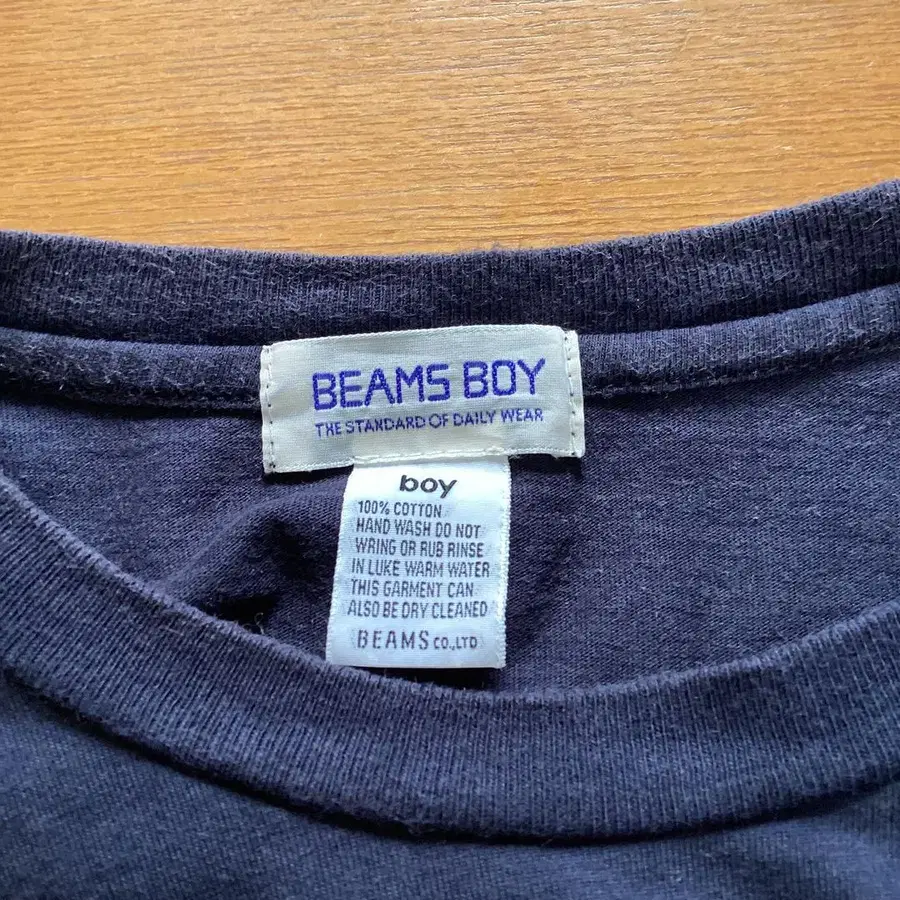 BEAMS BOY
THE STANDARD OF DAILY WEAR
boy
100% COTTON
HAND WASH DO NOT
WRING OR RUB RINSE
IN LUKE WARM WATER
THIS GARMENT CAN
ALSO BE DRY CLEANED
BEAMS CO.,LTD